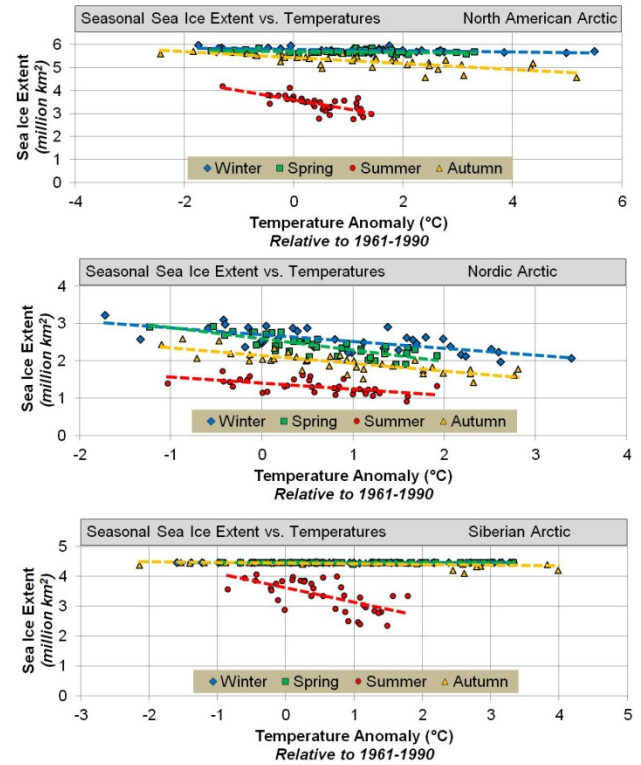 Seasonal Sea Ice Extent vs. Temperatures North American Arctic
Sea Ice Extent
(million km²)
6
5
4
3
2
1
0
Winter Spring Summer Autumn
-4 -2 0 2 4 6
Temperature Anomaly (°C)
Relative to 1961-1990
Seasonal Sea Ice Extent vs. Temperatures Nordic Arctic
Sea Ice Extent
(million km²)
4
3
2
1
0
Winter Spring Summer Autumn
-2 -1 0 1 2 3 4
Temperature Anomaly (°C)
Relative to 1961-1990
Seasonal Sea Ice Extent vs. Temperatures Siberian Arctic
Sea Ice Extent
(million km²)
5
4
3
2
1
0
Winter Spring Summer Autumn
-3 -2 -1 0 1 2 3 4 5
Temperature Anomaly (°C)
Relative to 1961-1990